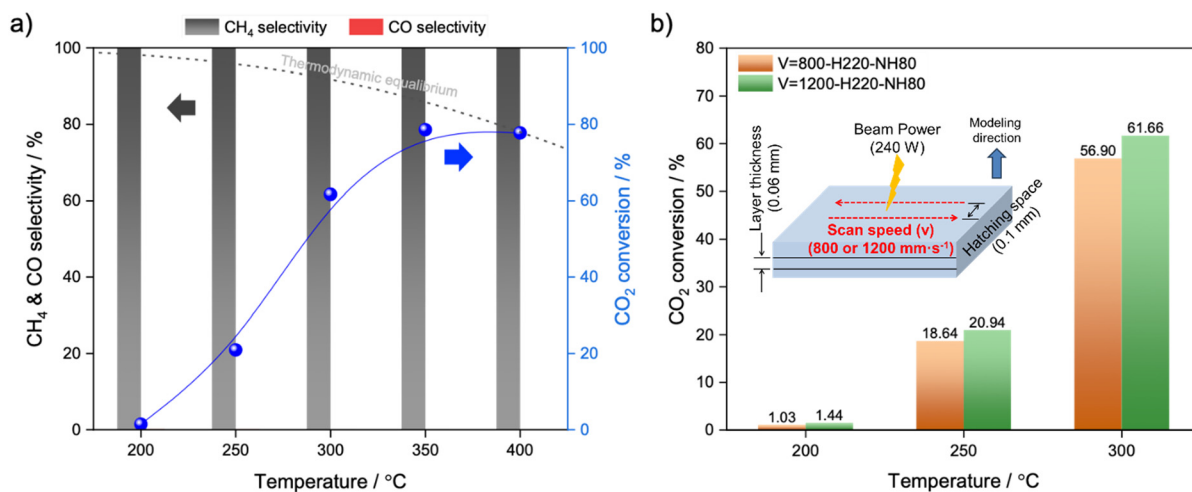 a)
CH₄ selectivity
CO selectivity
100
80
60
40
20
0
CH₄ & CO selectivity / %
Thermodynamic equalibrium
100
80
60
40
20
0
CO₂ conversion / %
200
250
300
350
400
Temperature / °C
b)
80
70
60
50
40
30
20
10
0
CO₂ conversion / %
V=800-H220-NH80
V=1200-H220-NH80
Beam Power
(240 W)
Modeling
direction
Layer thickness
(0.06 mm)
Scan speed (v)
(800 or 1200 mm·s⁻¹)
Hatching space
(0.1 mm)
1.03
1.44
18.64
20.94
56.90
61.66
200
250
300
Temperature / °C